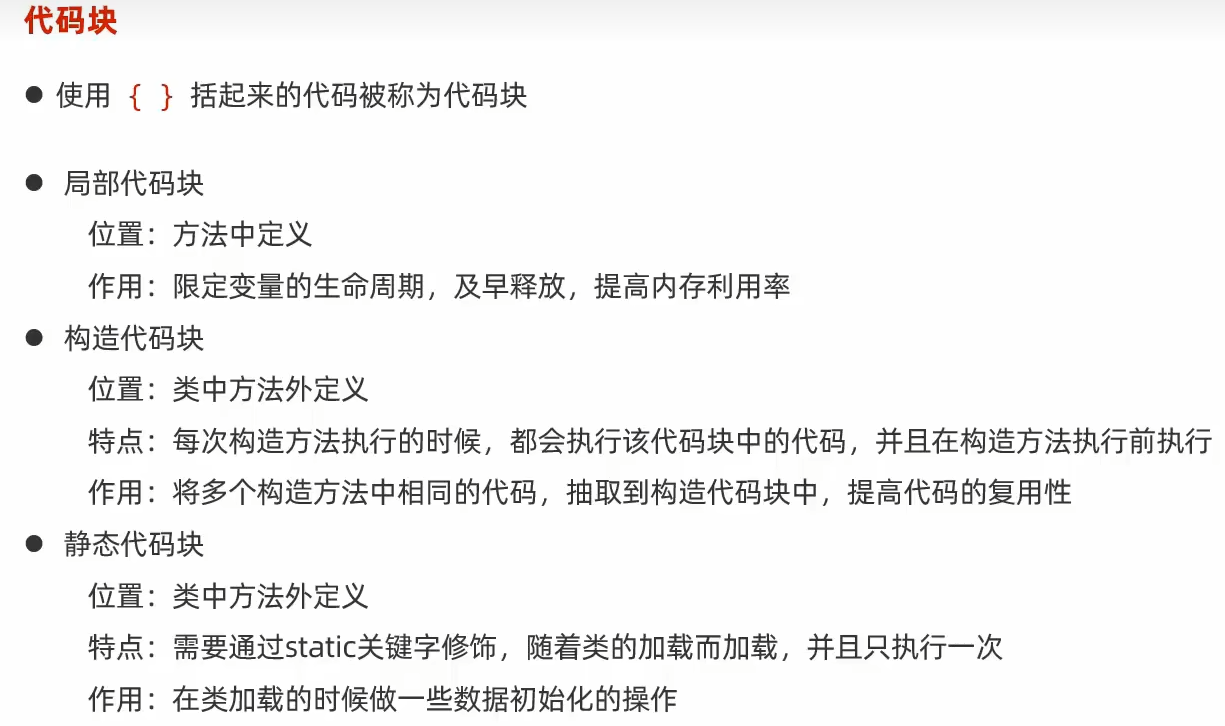 代码块
● 使用 { } 括起来的代码被称为代码块
● 局部代码块
位置：方法中定义
作用：限定变量的生命周期，及早释放，提高内存利用率
● 构造代码块
位置：类中方法外定义
特点：每次构造方法执行的时候，都会执行该代码块中的代码，并且在构造方法执行前执行
作用：将多个构造方法中相同的代码，抽取到构造代码块中，提高代码的复用性
● 静态代码块
位置：类中方法外定义
特点：需要通过static关键字修饰，随着类的加载而加载，并且只执行一次
作用：在类加载的时候做一些数据初始化的操作